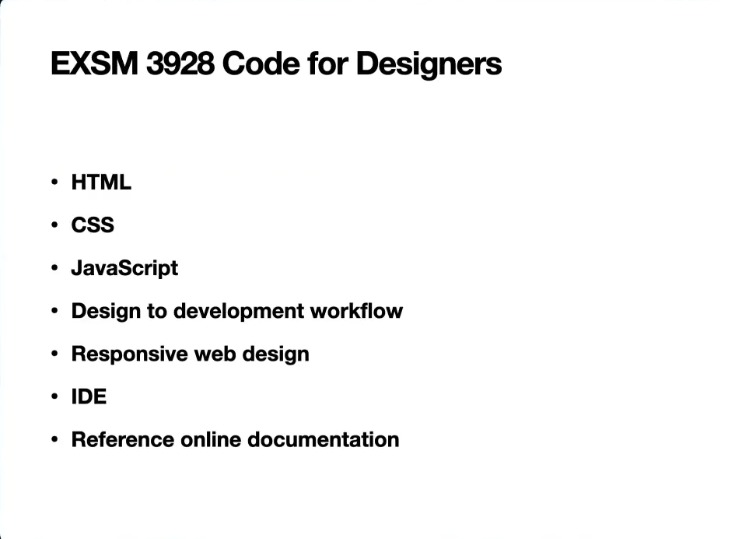 EXSM 3928 Code for Designers
• HTML
• CSS
• JavaScript
• Design to development workflow
• Responsive web design
• IDE
• Reference online documentation